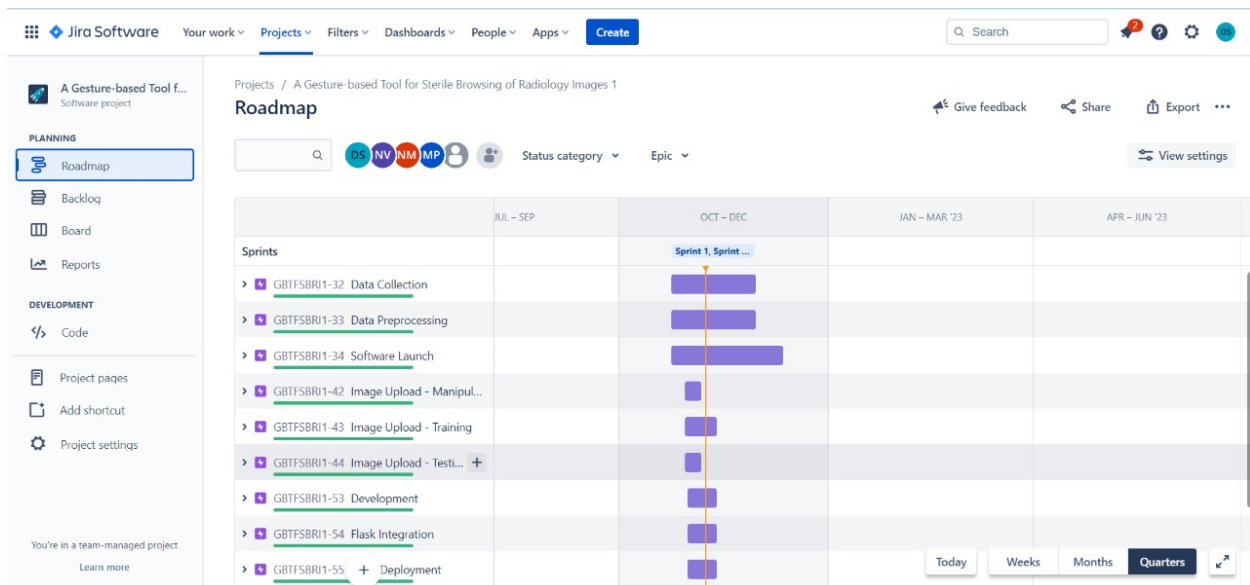 Jira Software Your work Projects Filters Dashboards People Apps Create Search 2 DS
A Gesture-based Tool f...
Software project
PLANNING
Roadmap
Backlog
Board
Reports
DEVELOPMENT
Code
Project pages
Add shortcut
Project settings
You're in a team-managed project
Learn more
Projects / A Gesture-based Tool for Sterile Browsing of Radiology Images 1
Roadmap
Give feedback Share Export
DS NV NM MP Status category Epic View settings
JUL – SEP OCT – DEC JAN – MAR '23 APR – JUN '23
Sprints Sprint 1, Sprint ...
GBTFSBRI1-32 Data Collection
GBTFSBRI1-33 Data Preprocessing
GBTFSBRI1-34 Software Launch
GBTFSBRI1-42 Image Upload - Manipul...
GBTFSBRI1-43 Image Upload - Training
GBTFSBRI1-44 Image Upload - Testi...
GBTFSBRI1-53 Development
GBTFSBRI1-54 Flask Integration
GBTFSBRI1-55 Deployment
Today Weeks Months Quarters